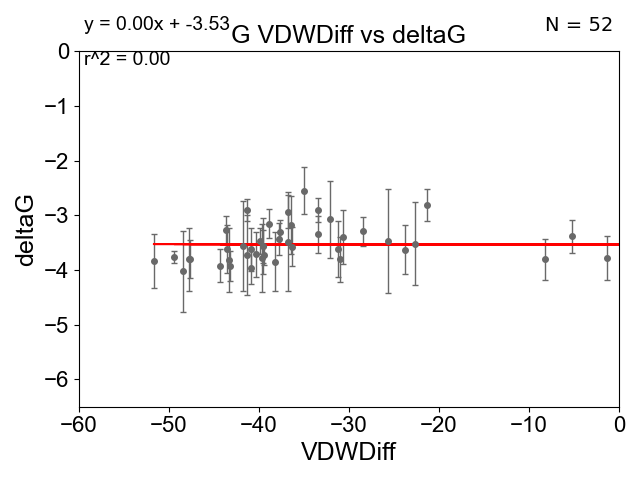 y = 0.00x + -3.53
G VDWDiff vs deltaG
N = 52
r^2 = 0.00
deltaG
0
−1
−2
−3
−4
−5
−6
−60
−50
−40
−30
−20
−10
0
VDWDiff